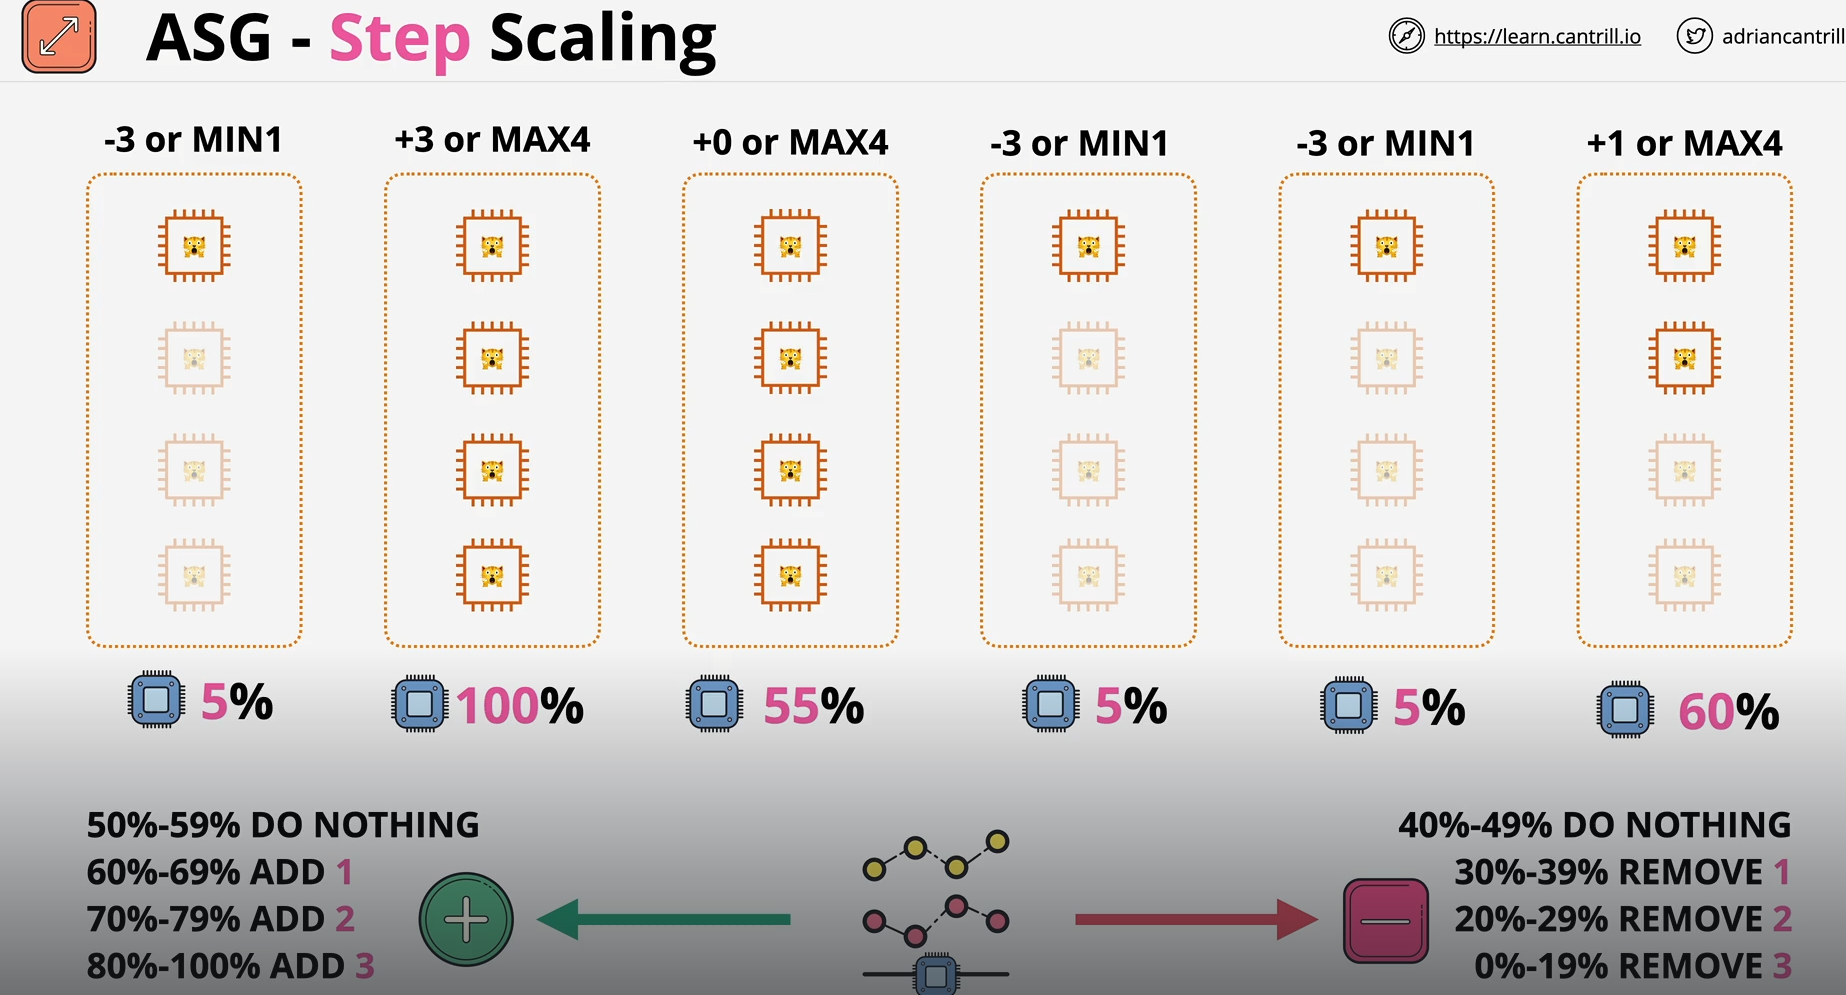 ASG - Step Scaling
https://learn.cantrill.io
adriancantrill
-3 or MIN1
+3 or MAX4
+0 or MAX4
-3 or MIN1
-3 or MIN1
+1 or MAX4
5%
100%
55%
5%
5%
60%
50%-59% DO NOTHING
60%-69% ADD 1
70%-79% ADD 2
80%-100% ADD 3
40%-49% DO NOTHING
30%-39% REMOVE 1
20%-29% REMOVE 2
0%-19% REMOVE 3